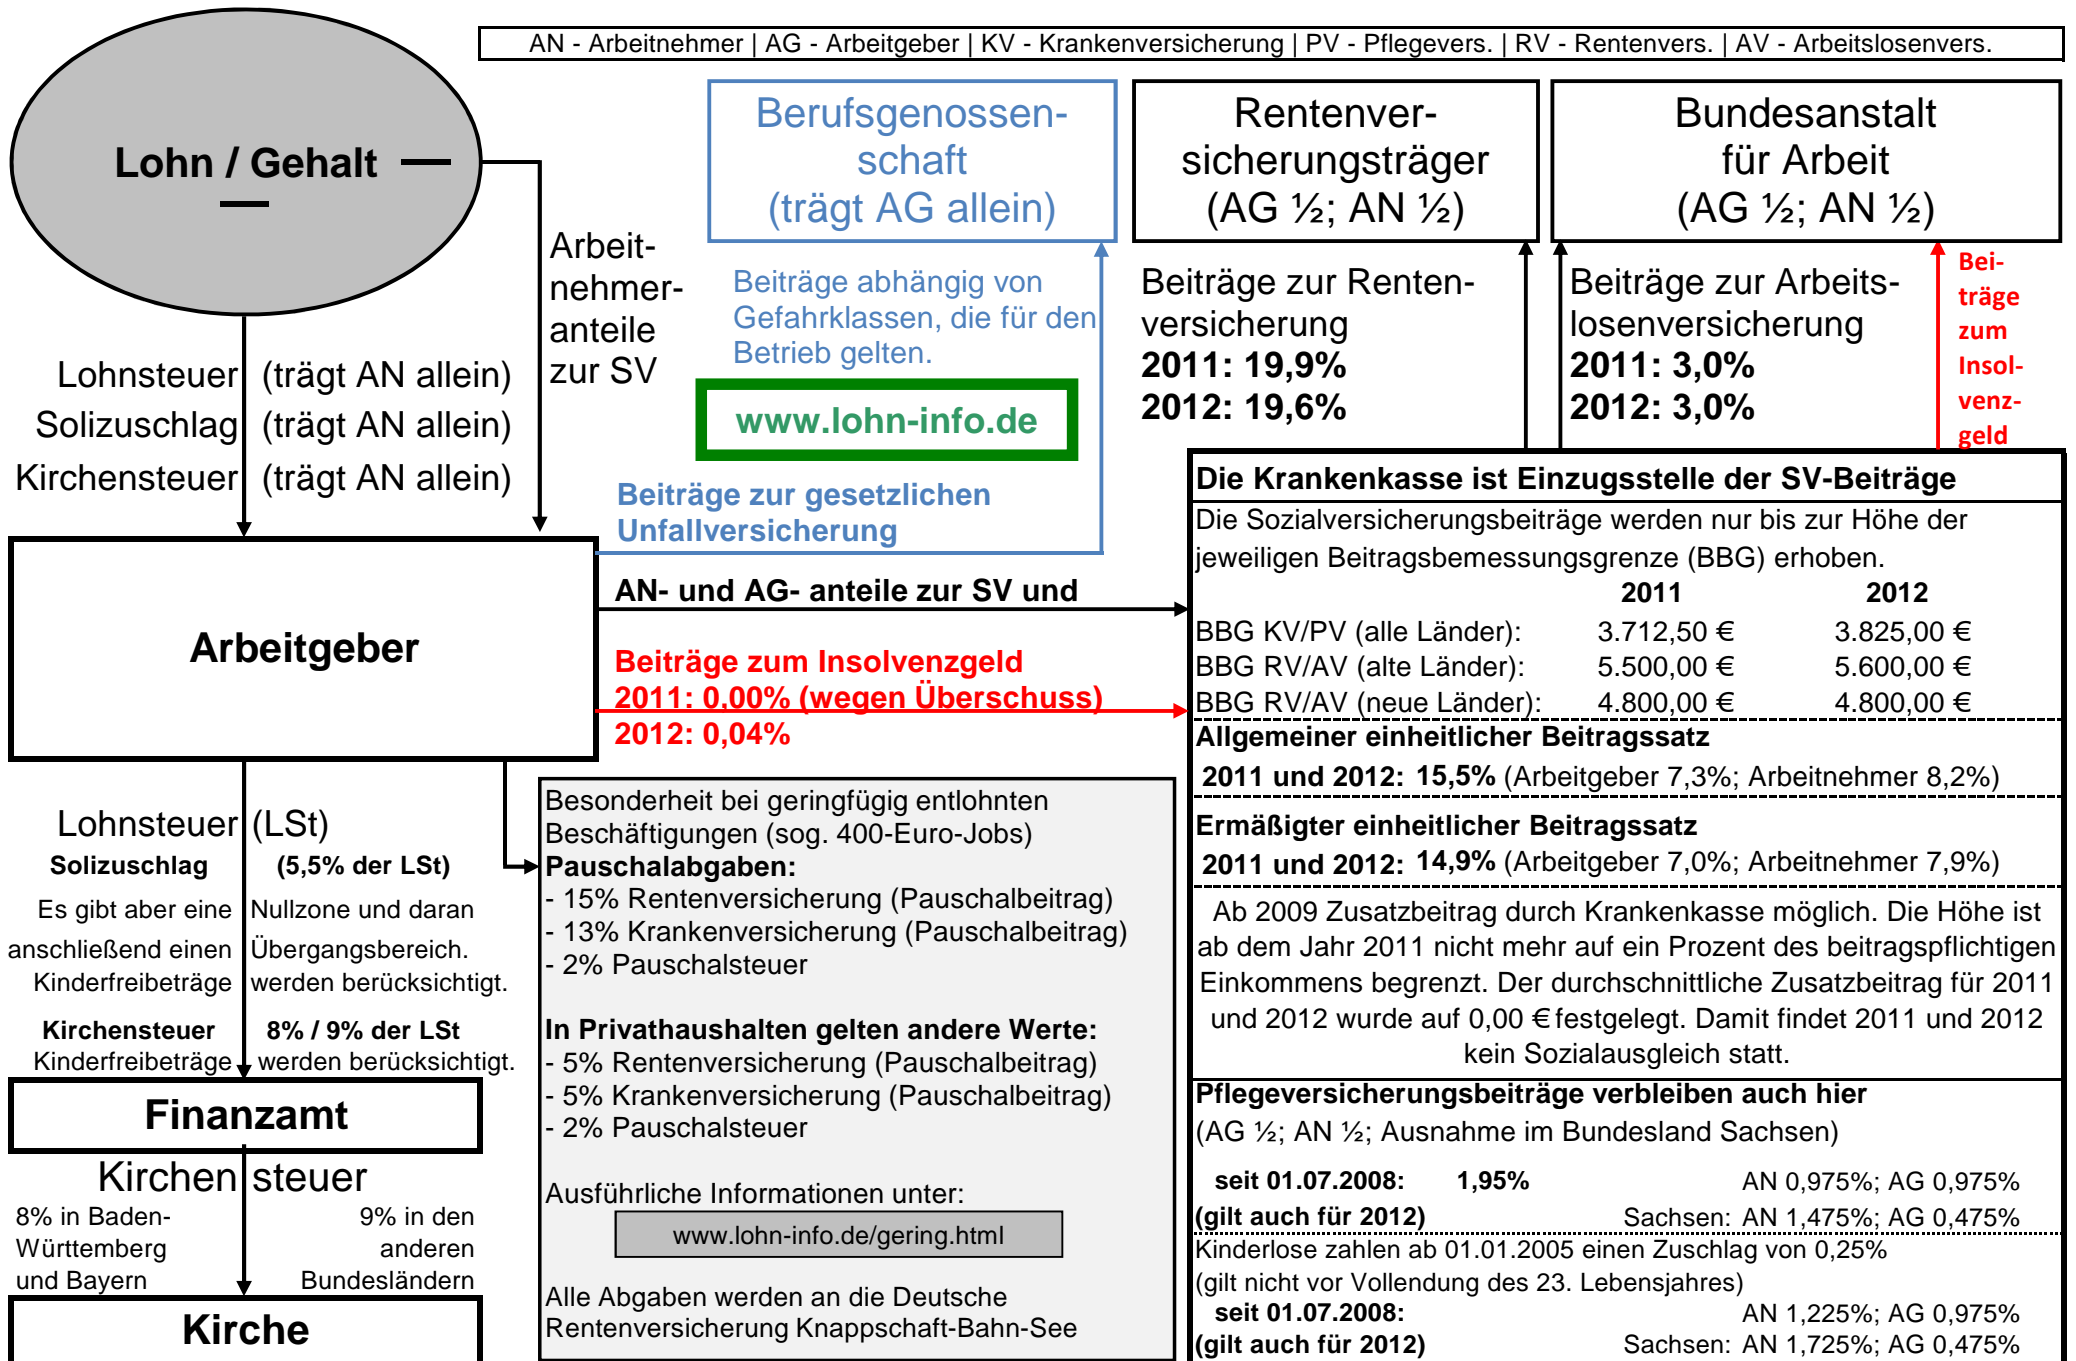 AN - Arbeitnehmer | AG - Arbeitgeber | KV - Krankenversicherung | PV - Pflegevers. | RV - Rentenvers. | AV - Arbeitslosenvers.
Lohn / Gehalt
Arbeit-
nehmer-
anteile
zur SV
Berufsgenossen-
schaft
(trägt AG allein)
Beiträge abhängig von
Gefahrklassen, die für den
Betrieb gelten.
www.lohn-info.de
Beiträge zur gesetzlichen
Unfallversicherung
Rentenver-
sicherungsträger
(AG ½; AN ½)
Beiträge zur Renten-
versicherung
2011: 19,9%
2012: 19,6%
Bundesanstalt
für Arbeit
(AG ½; AN ½)
Beiträge zur Arbeits-
losenversicherung
2011: 3,0%
2012: 3,0%
Bei-
träge
zum
Insol-
venz-
geld
Lohnsteuer (trägt AN allein)
Solizuschlag (trägt AN allein)
Kirchensteuer (trägt AN allein)
Arbeitgeber
AN- und AG- anteile zur SV und
Beiträge zum Insolvenzgeld
2011: 0,00% (wegen Überschuss)
2012: 0,04%
Die Krankenkasse ist Einzugsstelle der SV-Beiträge
Die Sozialversicherungsbeiträge werden nur bis zur Höhe der
jeweiligen Beitragsbemessungsgrenze (BBG) erhoben.
2011 2012
BBG KV/PV (alle Länder): 3.712,50 € 3.825,00 €
BBG RV/AV (alte Länder): 5.500,00 € 5.600,00 €
BBG RV/AV (neue Länder): 4.800,00 € 4.800,00 €
Allgemeiner einheitlicher Beitragssatz
2011 und 2012: 15,5% (Arbeitgeber 7,3%; Arbeitnehmer 8,2%)
Ermäßigter einheitlicher Beitragssatz
2011 und 2012: 14,9% (Arbeitgeber 7,0%; Arbeitnehmer 7,9%)
Ab 2009 Zusatzbeitrag durch Krankenkasse möglich. Die Höhe ist
ab dem Jahr 2011 nicht mehr auf ein Prozent des beitragspflichtigen
Einkommens begrenzt. Der durchschnittliche Zusatzbeitrag für 2011
und 2012 wurde auf 0,00 € festgelegt. Damit findet 2011 und 2012
kein Sozialausgleich statt.
Pflegeversicherungsbeiträge verbleiben auch hier
(AG ½; AN ½; Ausnahme im Bundesland Sachsen)
seit 01.07.2008: 1,95% AN 0,975%; AG 0,975%
(gilt auch für 2012) Sachsen: AN 1,475%; AG 0,475%
Kinderlose zahlen ab 01.01.2005 einen Zuschlag von 0,25%
(gilt nicht vor Vollendung des 23. Lebensjahres)
seit 01.07.2008: AN 1,225%; AG 0,975%
(gilt auch für 2012) Sachsen: AN 1,725%; AG 0,475%
Lohnsteuer (LSt)
Solizuschlag (5,5% der LSt)
Es gibt aber eine Nullzone und daran
anschließend einen Übergangsbereich.
Kinderfreibeträge werden berücksichtigt.
Kirchensteuer 8% / 9% der LSt
Kinderfreibeträge werden berücksichtigt.
Finanzamt
Kirchen steuer
8% in Baden-
Württemberg
und Bayern
9% in den
anderen
Bundesländern
Kirche
Besonderheit bei geringfügig entlohnten
Beschäftigungen (sog. 400-Euro-Jobs)
Pauschalabgaben:
- 15% Rentenversicherung (Pauschalbeitrag)
- 13% Krankenversicherung (Pauschalbeitrag)
- 2% Pauschalsteuer
In Privathaushalten gelten andere Werte:
- 5% Rentenversicherung (Pauschalbeitrag)
- 5% Krankenversicherung (Pauschalbeitrag)
- 2% Pauschalsteuer
Ausführliche Informationen unter:
www.lohn-info.de/gering.html
Alle Abgaben werden an die Deutsche
Rentenversicherung Knappschaft-Bahn-See